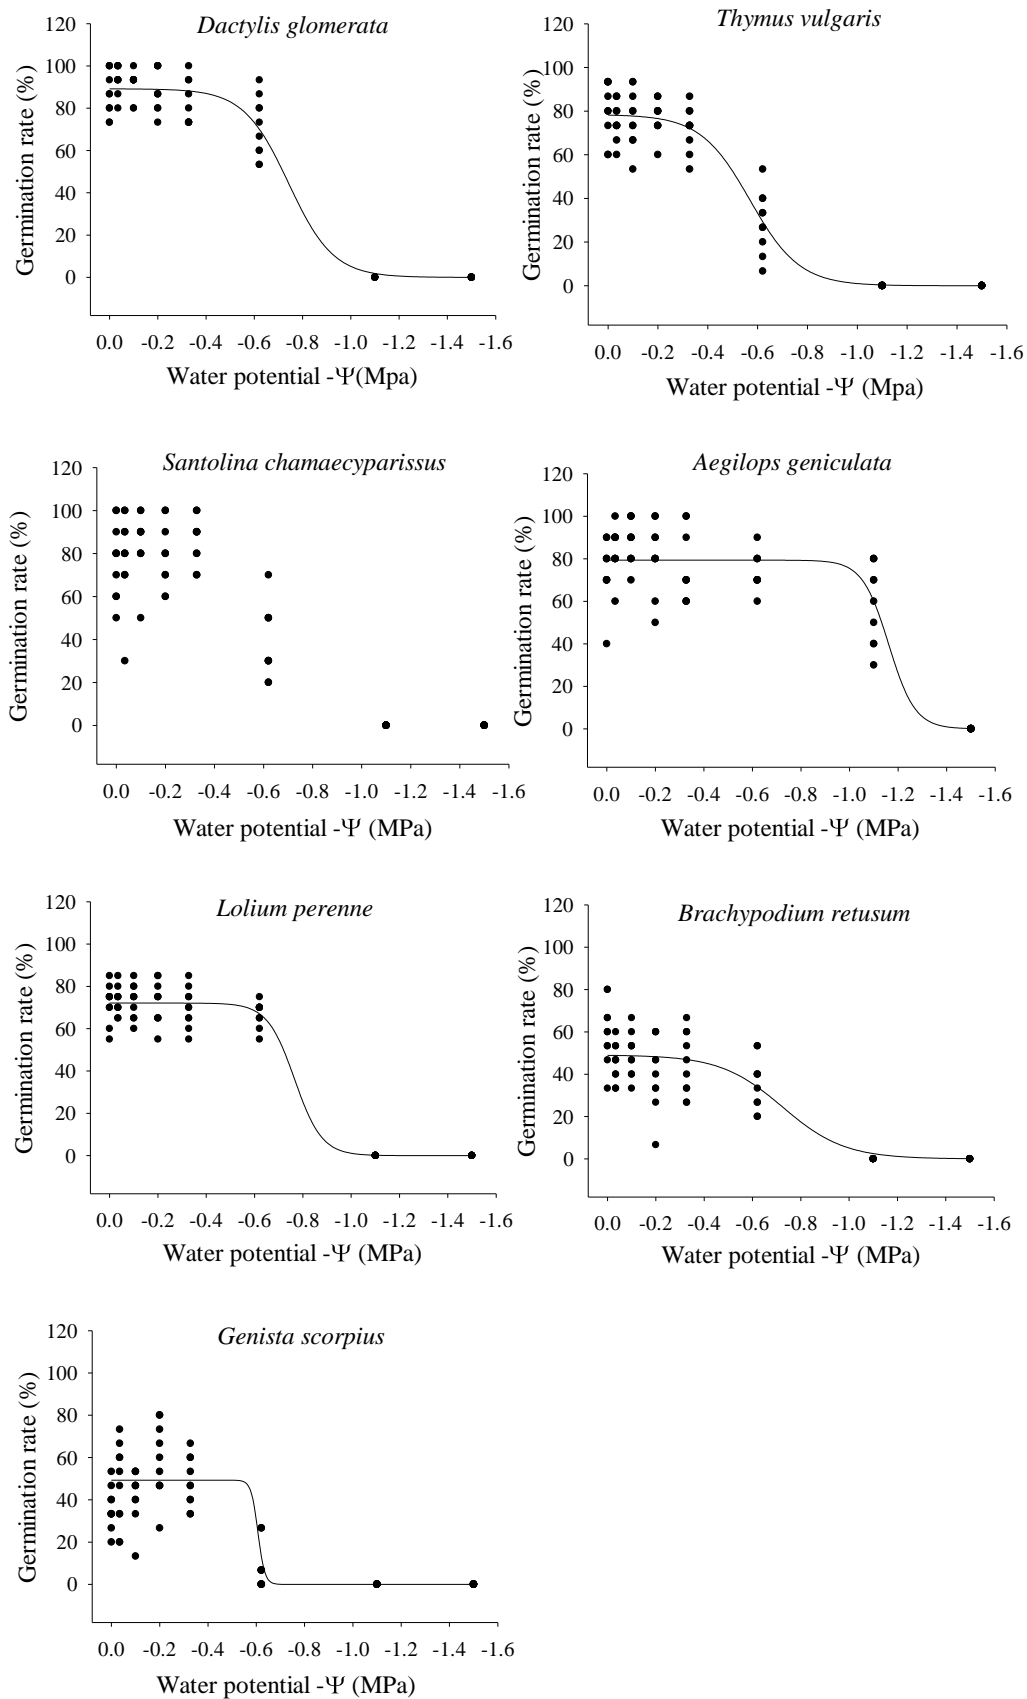 Dactylis glomerata
120
100
80
60
40
20
0
Germination rate (%)
0.0 -0.2 -0.4 -0.6 -0.8 -1.0 -1.2 -1.4 -1.6
Water potential -Ψ(Mpa)
Thymus vulgaris
120
100
80
60
40
20
0
Germination rate (%)
0.0 -0.2 -0.4 -0.6 -0.8 -1.0 -1.2 -1.4 -1.6
Water potential -Ψ (Mpa)
Santolina chamaecyparissus
120
100
80
60
40
20
0
Germination rate (%)
0.0 -0.2 -0.4 -0.6 -0.8 -1.0 -1.2 -1.4 -1.6
Water potential -Ψ (MPa)
Aegilops geniculata
120
100
80
60
40
20
0
Germination rate (%)
0.0 -0.2 -0.4 -0.6 -0.8 -1.0 -1.2 -1.4 -1.6
Water potential -Ψ (MPa)
Lolium perenne
120
100
80
60
40
20
0
Germination rate (%)
0.0 -0.2 -0.4 -0.6 -0.8 -1.0 -1.2 -1.4 -1.6
Water potential -Ψ (MPa)
Brachypodium retusum
120
100
80
60
40
20
0
Germination rate (%)
0.0 -0.2 -0.4 -0.6 -0.8 -1.0 -1.2 -1.4 -1.6
Water potential -Ψ (MPa)
Genista scorpius
120
100
80
60
40
20
0
Germination rate (%)
0.0 -0.2 -0.4 -0.6 -0.8 -1.0 -1.2 -1.4 -1.6
Water potential -Ψ (MPa)